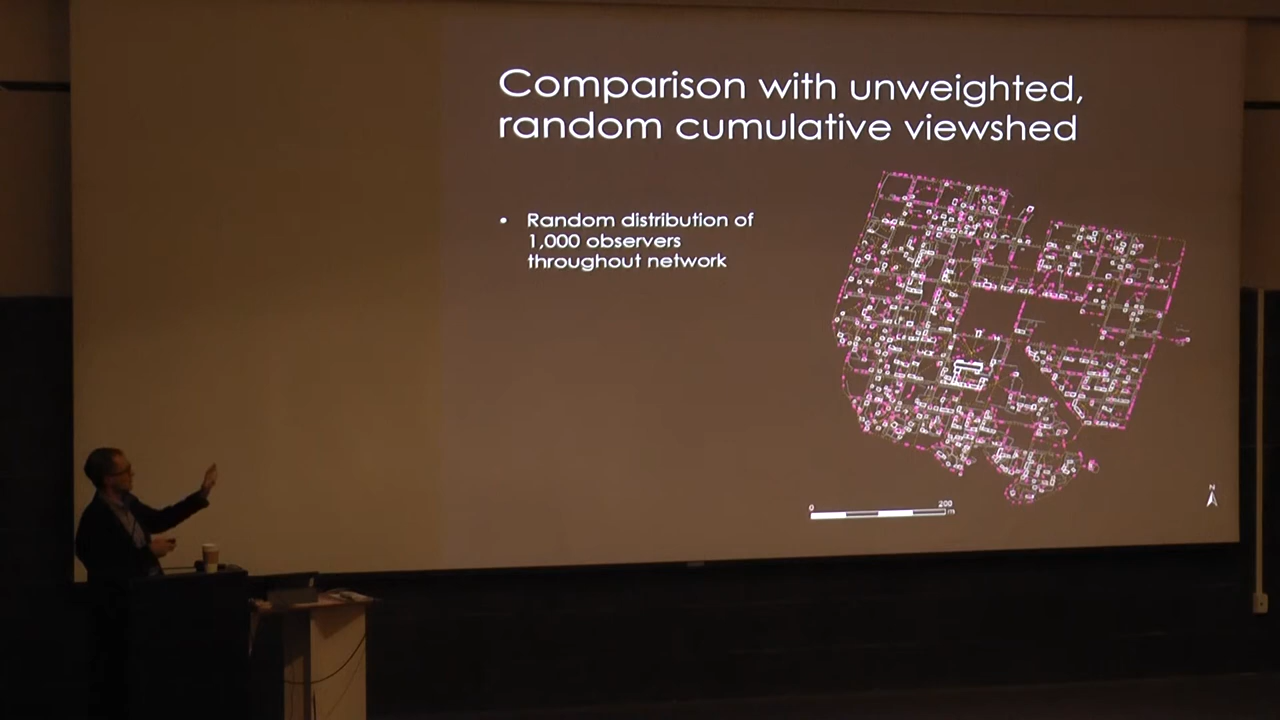 Comparison with unweighted,
random cumulative viewshed
• Random distribution of
1,000 observers
throughout network
0 200
m
N